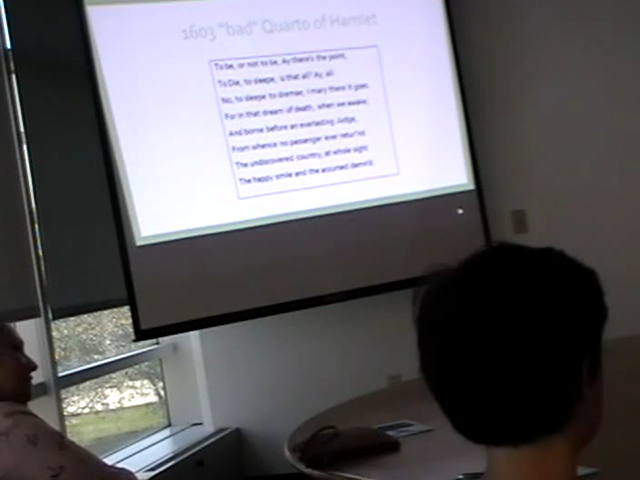 1603 "bad" Quarto of Hamlet
To be, or not to be, Ay there's the point,
To Die, to sleepe, is that all? Ay, all:
No, to sleepe to dreame, I mary there it goes.
For in that dream of death, when we awake,
And borne before an everlasting Judge,
From whence no passenger ever retur'nd
The undiscovered country, at whose sight
The happy smile and the accursed damn'd.